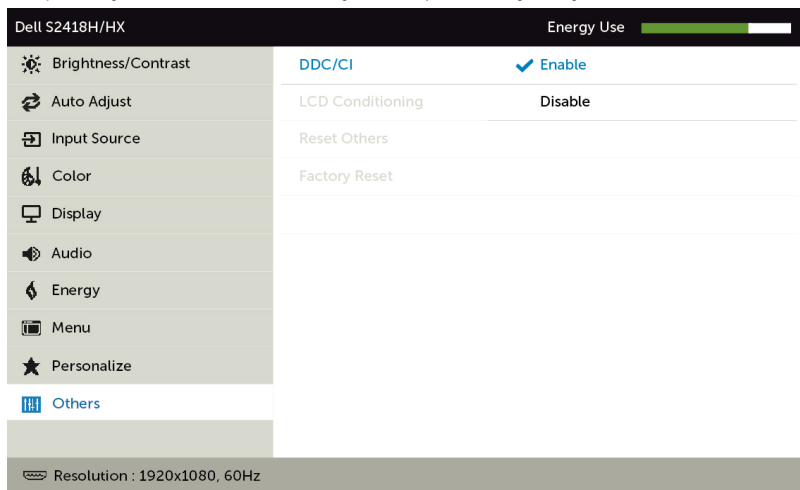 Dell S2418H/HX Energy Use
Brightness/Contrast DDC/CI Enable
Auto Adjust LCD Conditioning Disable
Input Source Reset Others
Color Factory Reset
Display
Audio
Energy
Menu
Personalize
Others
Resolution : 1920x1080, 60Hz